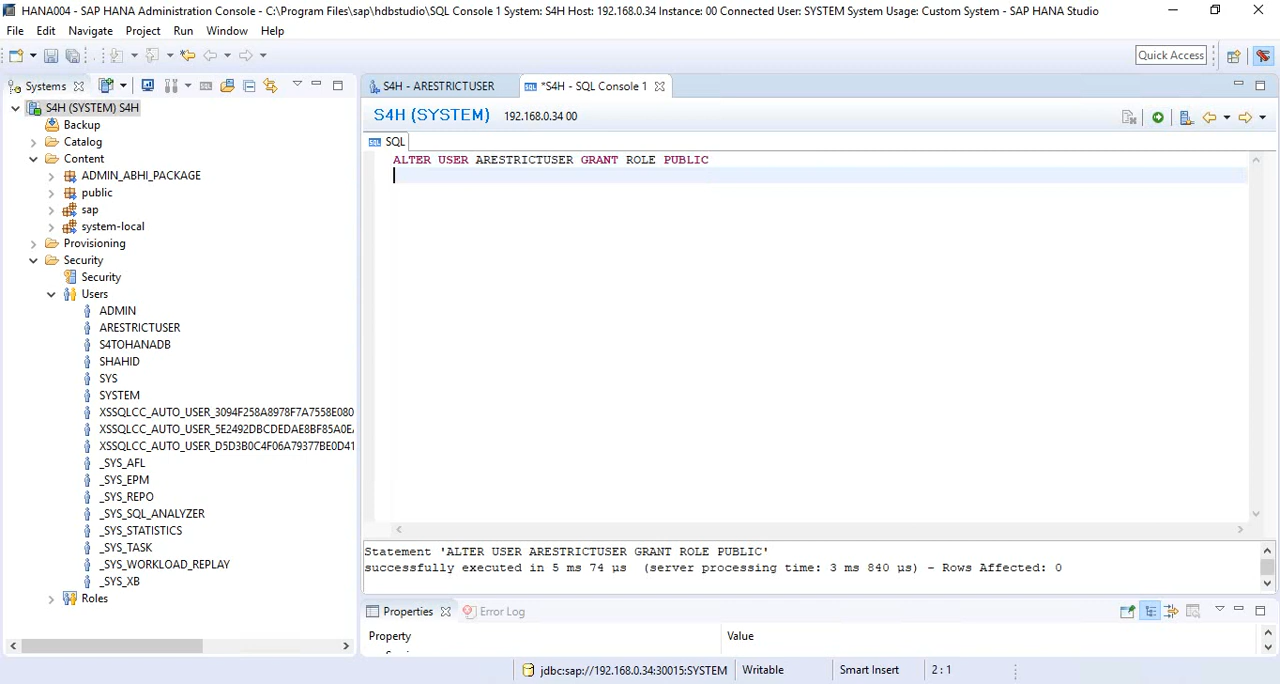 HANA004 - SAP HANA Administration Console - C:\Program Files\sap\hdbstudio\SQL Console 1 System: S4H Host: 192.168.0.34 Instance: 00 Connected User: SYSTEM System Usage: Custom System - SAP HANA Studio
File Edit Navigate Project Run Window Help
Quick Access
Systems
S4H - ARESTRICTUSER
*S4H - SQL Console 1
S4H (SYSTEM) S4H
Backup
Catalog
Content
ADMIN_ABHI_PACKAGE
public
sap
system-local
Provisioning
Security
Security
Users
ADMIN
ARESTRICTUSER
S4TOHANADB
SHAHID
SYS
SYSTEM
XSSQLCC_AUTO_USER_3094F258A8978F7A7558E080
XSSQLCC_AUTO_USER_5E2492DBCDEDAE8BF85A0E
XSSQLCC_AUTO_USER_D5D3B0C4F06A79377BE0D41
_SYS_AFL
_SYS_EPM
_SYS_REPO
_SYS_SQL_ANALYZER
_SYS_STATISTICS
_SYS_TASK
_SYS_WORKLOAD_REPLAY
_SYS_XB
Roles
S4H (SYSTEM) 192.168.0.34 00
SQL
ALTER USER ARESTRICTUSER GRANT ROLE PUBLIC
Statement 'ALTER USER ARESTRICTUSER GRANT ROLE PUBLIC'
successfully executed in 5 ms 74 µs (server processing time: 3 ms 840 µs) - Rows Affected: 0
Properties
Error Log
Property Value
jdbc:sap://192.168.0.34:30015:SYSTEM Writable Smart Insert 2 : 1